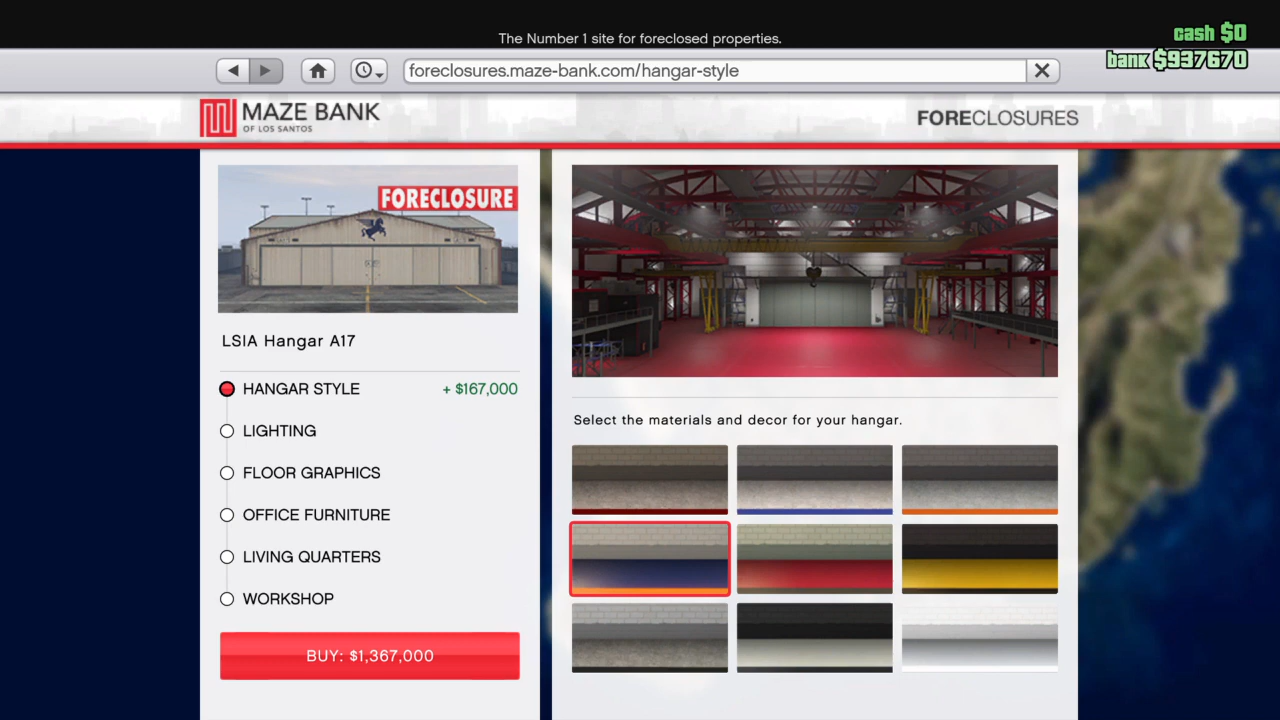 The Number 1 site for foreclosed properties.
cash $0
bank $937670
foreclosures.maze-bank.com/hangar-style
MAZE BANK
OF LOS SANTOS
FORECLOSURES
FORECLOSURE
LSIA Hangar A17
HANGAR STYLE + $167,000
LIGHTING
FLOOR GRAPHICS
OFFICE FURNITURE
LIVING QUARTERS
WORKSHOP
BUY: $1,367,000
Select the materials and decor for your hangar.